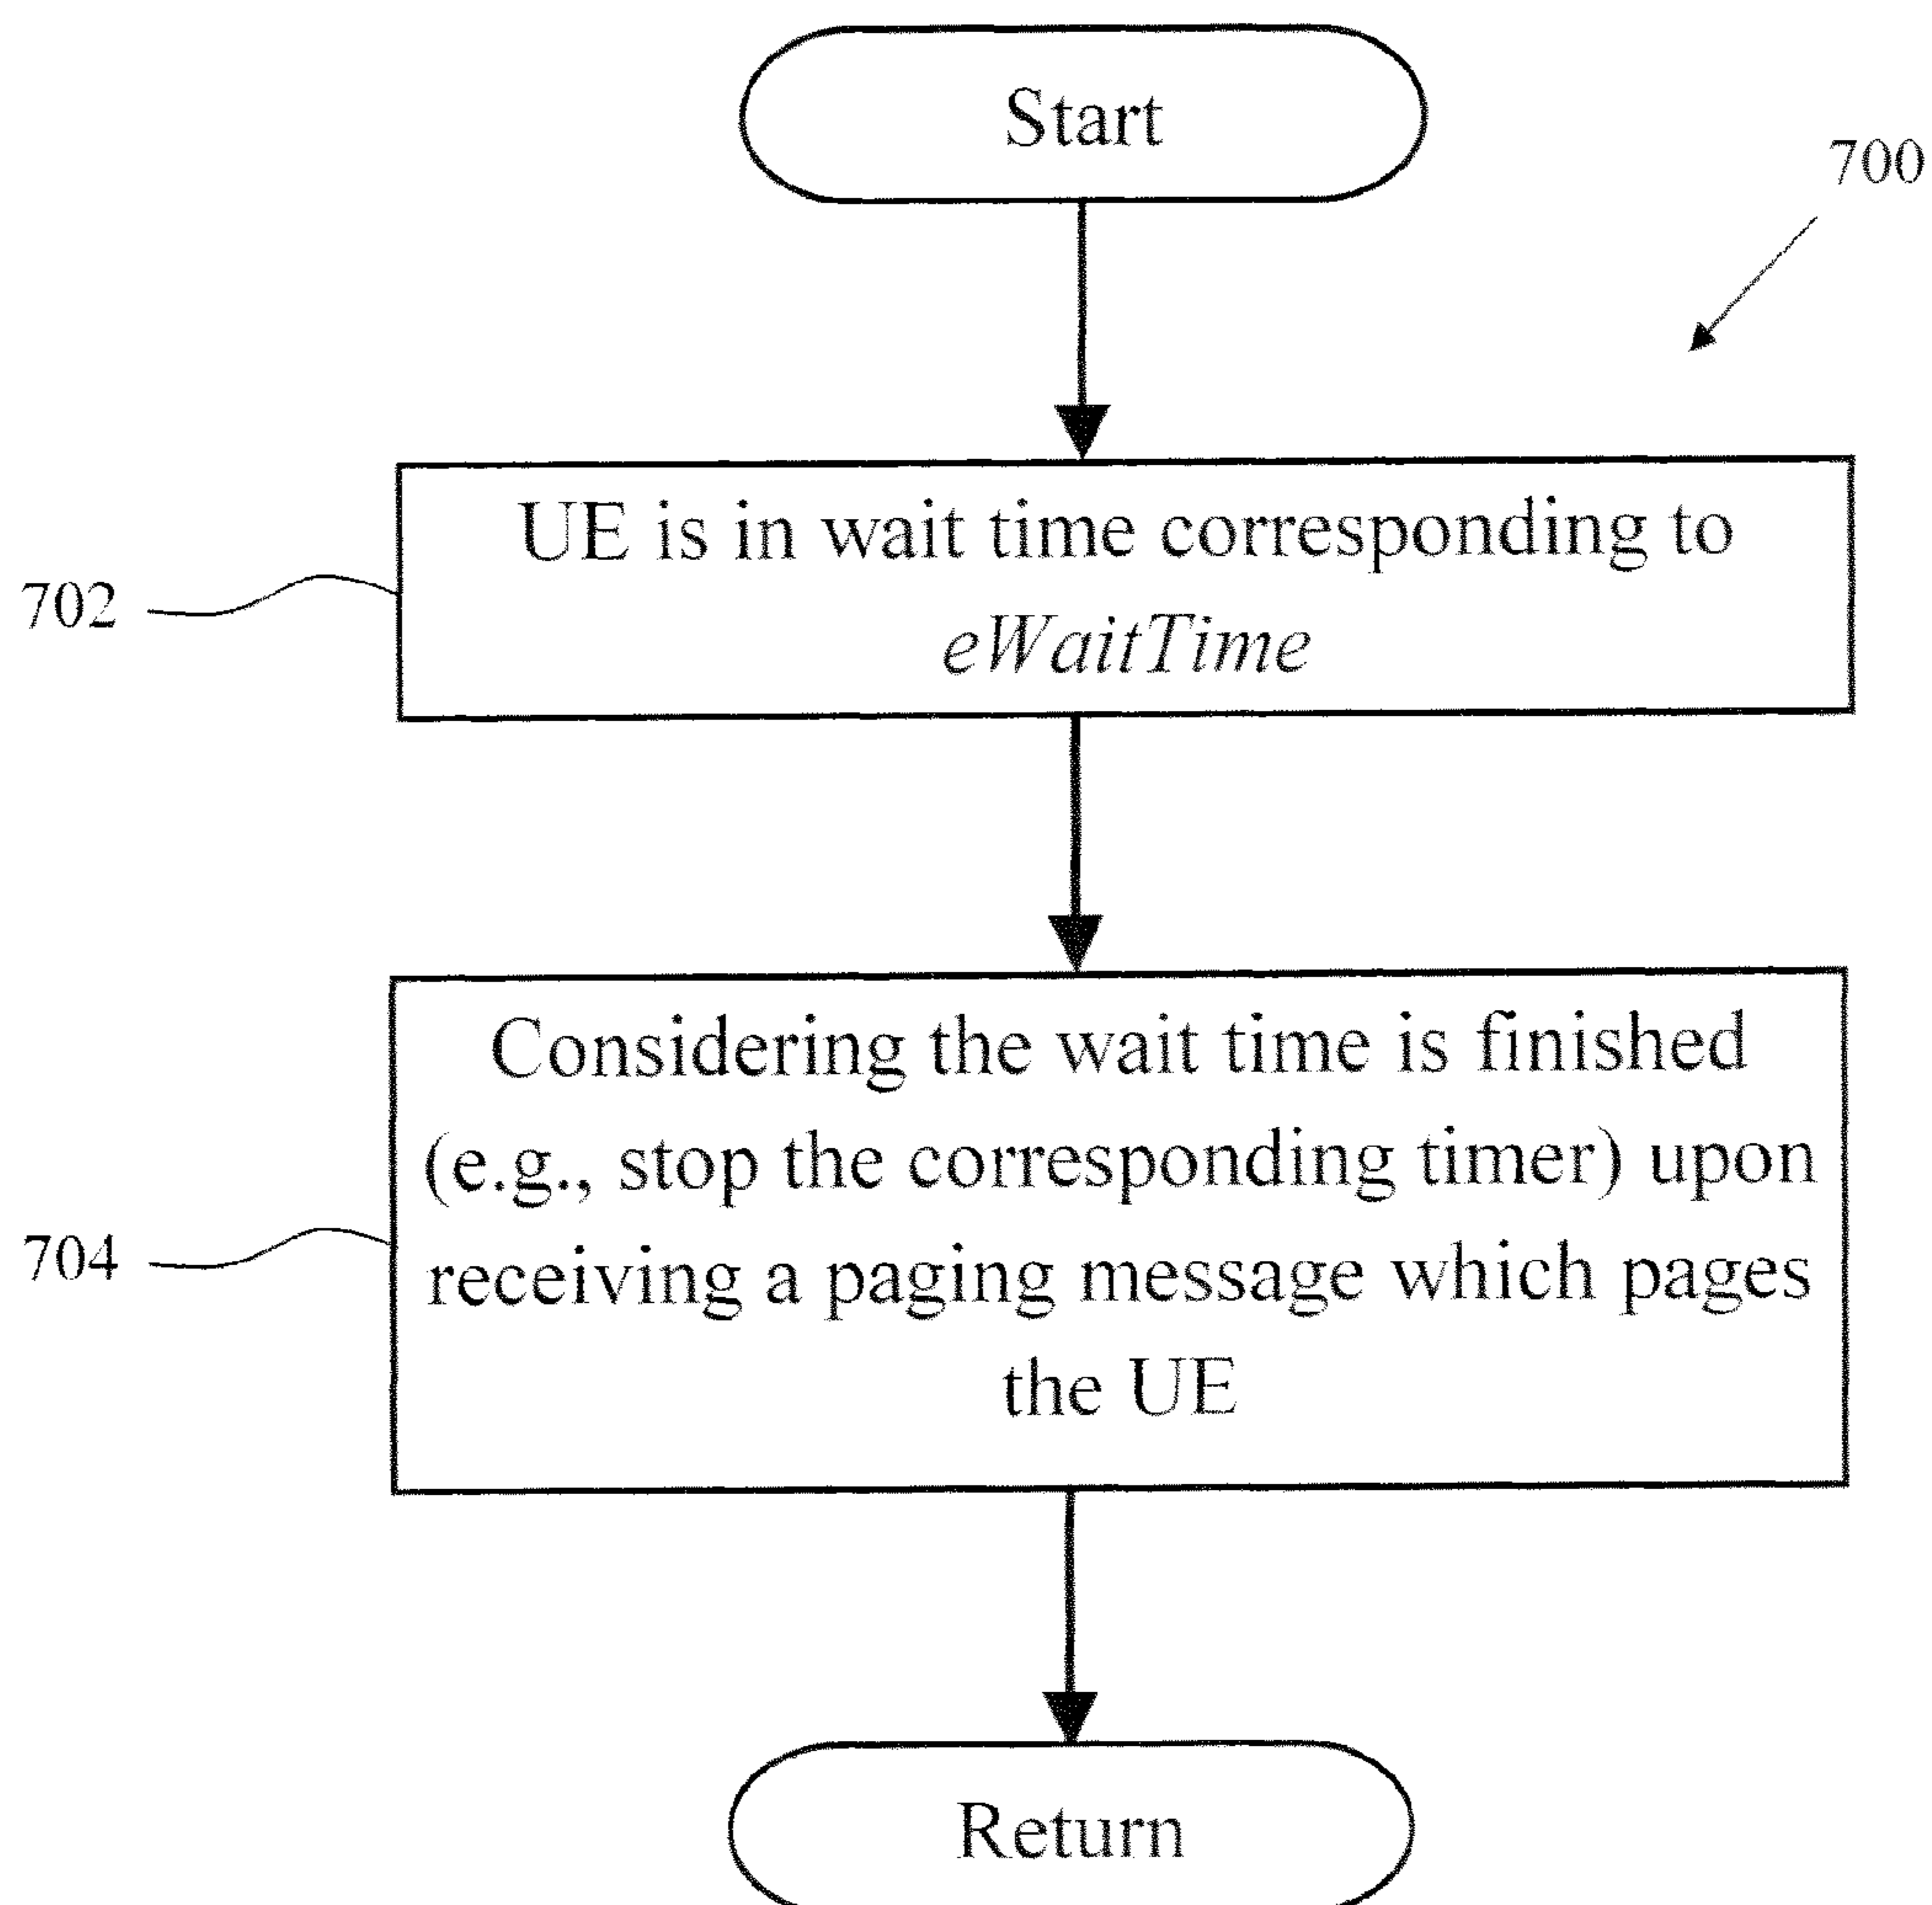 Start
700
UE is in wait time corresponding to
eWaitTime
702
Considering the wait time is finished
(e.g., stop the corresponding timer) upon
receiving a paging message which pages
the UE
704
Return